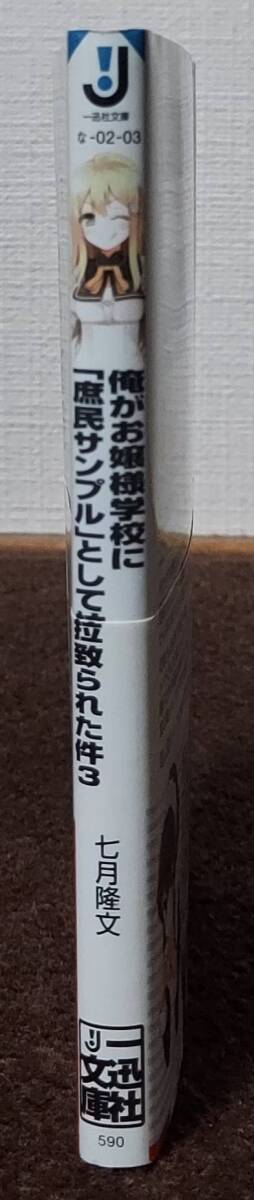 一迅社文庫
な-02-03
俺がお嬢様学校に
「庶民サンプル」として拉致られた件3
七月隆文
一迅社
文庫
590